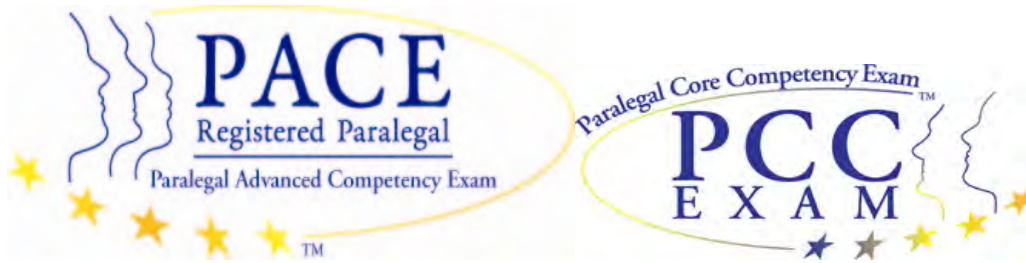 PACE
Registered Paralegal
Paralegal Advanced Competency Exam
TM
Paralegal Core Competency Exam
TM
PCC
EXAM